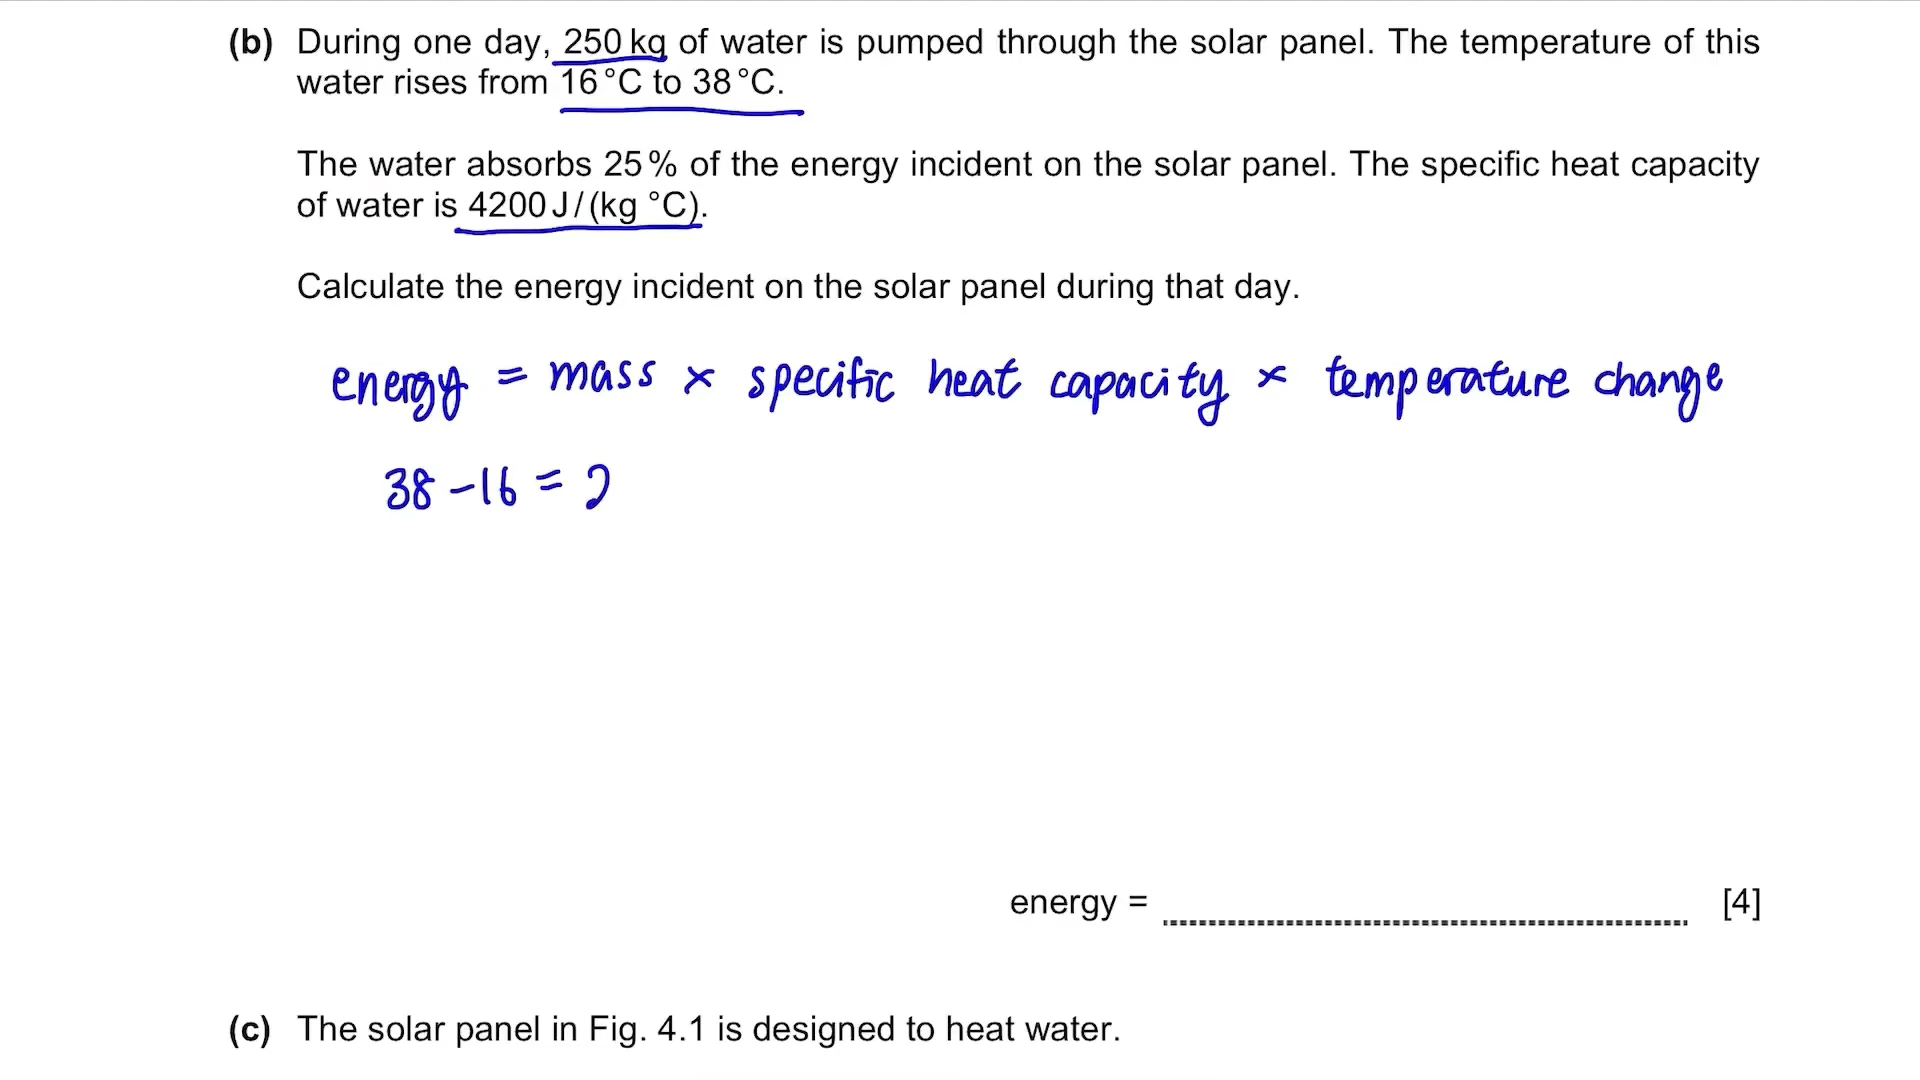 (b) During one day, 250 kg of water is pumped through the solar panel. The temperature of this
water rises from 16 °C to 38 °C.
The water absorbs 25 % of the energy incident on the solar panel. The specific heat capacity
of water is 4200 J / (kg °C).
Calculate the energy incident on the solar panel during that day.
energy = mass × specific heat capacity × temperature change
38 - 16 = 2
energy = ........................................ [4]
(c) The solar panel in Fig. 4.1 is designed to heat water.